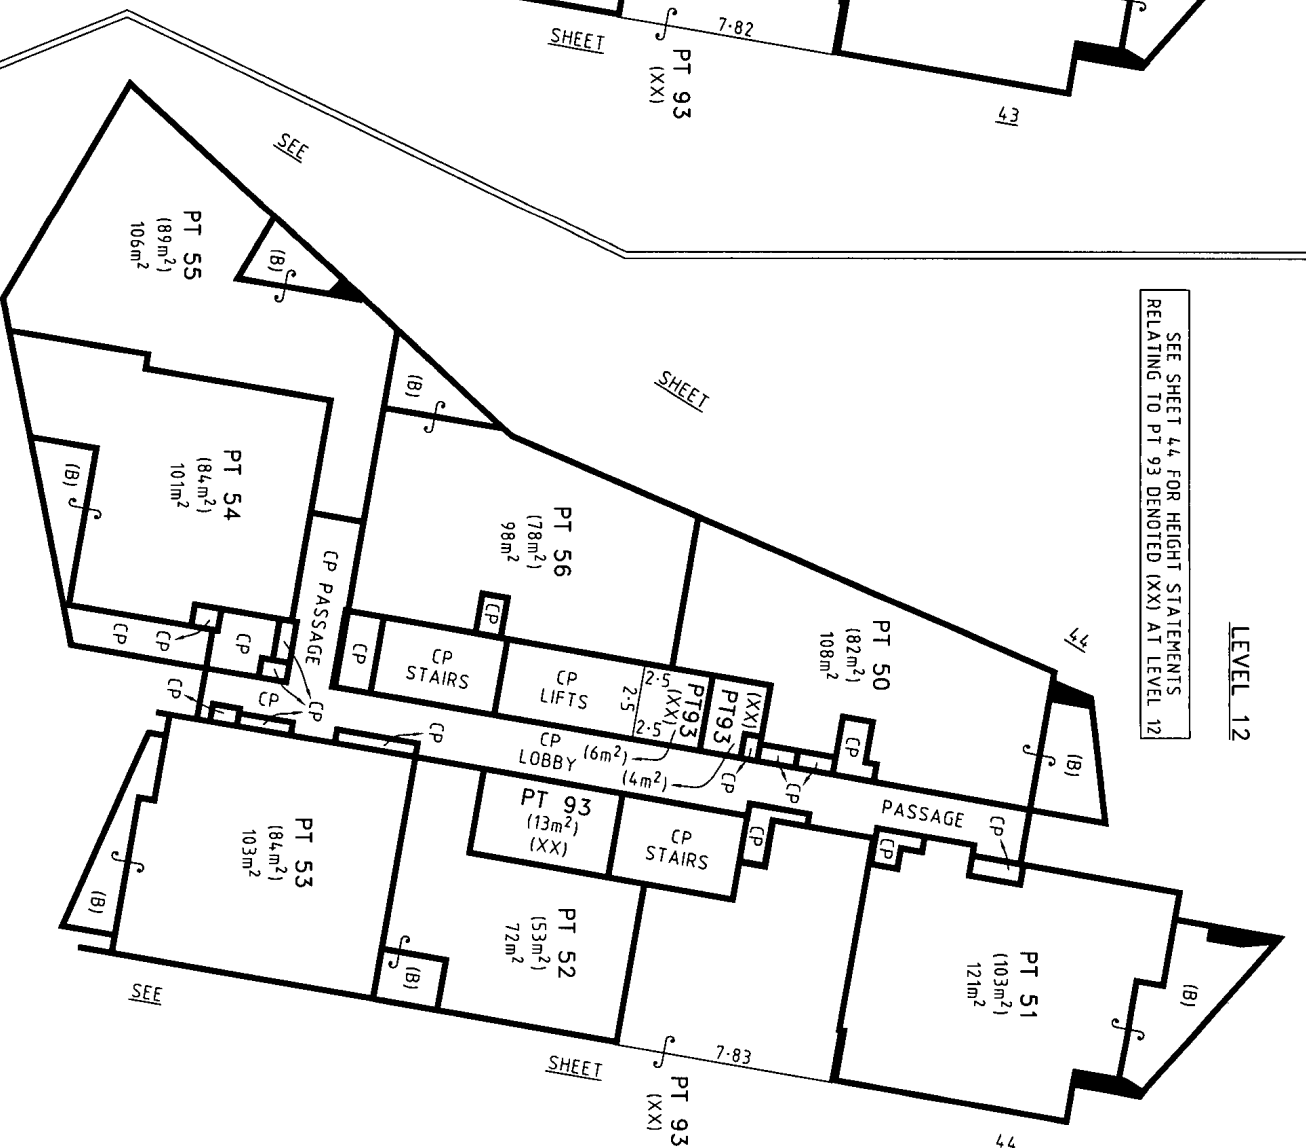 SHEET
7·82
PT 93
(XX)
43
SEE
SHEET
44
LEVEL 12
SEE SHEET 44 FOR HEIGHT STATEMENTS
RELATING TO PT 93 DENOTED (XX) AT LEVEL 12
PT 55
(89m²)
106m²
(B)
(B)
PT 54
(84m²)
101m²
(B)
PT 56
(78m²)
98m²
CP
PT 50
(82m²)
108m²
CP
(B)
CP PASSAGE
CP
CP
STAIRS
CP
LIFTS
2·5
2·5
2·5
PT93
(XX)
PT93
(XX)
CP
CP
CP
CP
CP
CP
CP
CP
LOBBY
(6m²)
(4m²)
CP
CP
PASSAGE
CP
PT 93
(13m²)
(XX)
CP
STAIRS
CP
CP
PT 53
(84m²)
103m²
(B)
PT 52
(53m²)
72m²
(B)
PT 51
(103m²)
121m²
(B)
SEE
SHEET
7·83
PT 93
(XX)
44